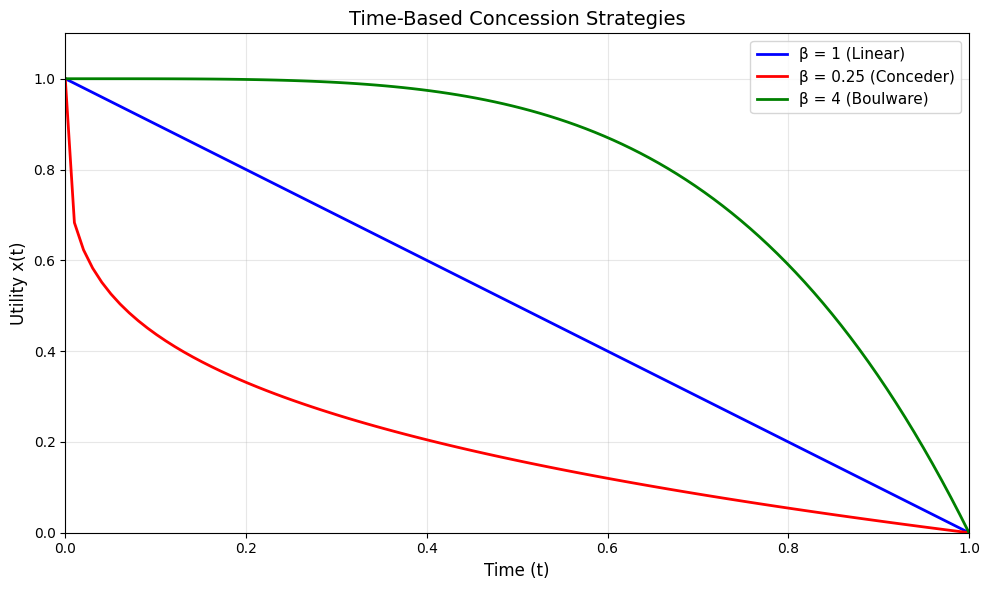 Time-Based Concession Strategies
β = 1 (Linear)
β = 0.25 (Conceder)
β = 4 (Boulware)
Utility x(t)
1.0
0.8
0.6
0.4
0.2
0.0
0.0 0.2 0.4 0.6 0.8 1.0
Time (t)